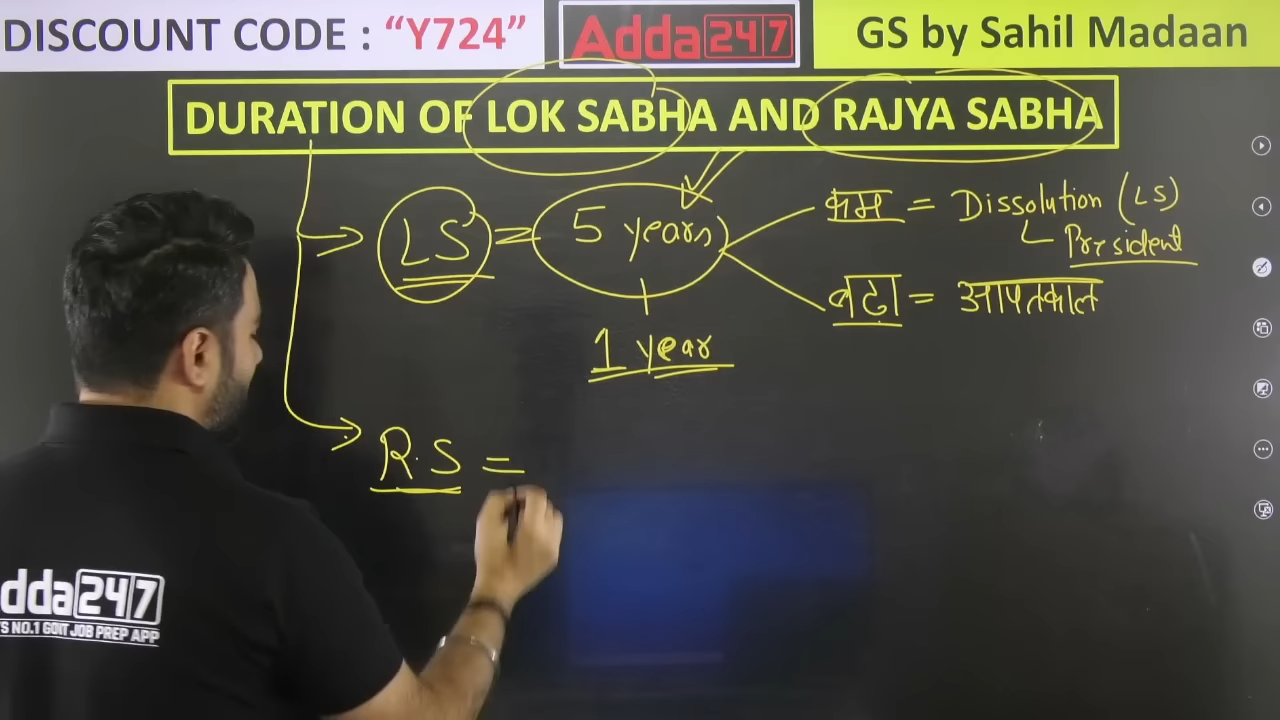 DISCOUNT CODE : “Y724”
Adda247
GS by Sahil Madaan
DURATION OF LOK SABHA AND RAJYA SABHA
LS = 5 years
1 year
कम = Dissolution (LS)
President
बढ़ा = आपातकाल
R.S =
dda247
S NO.1 GOVT JOB PREP APP